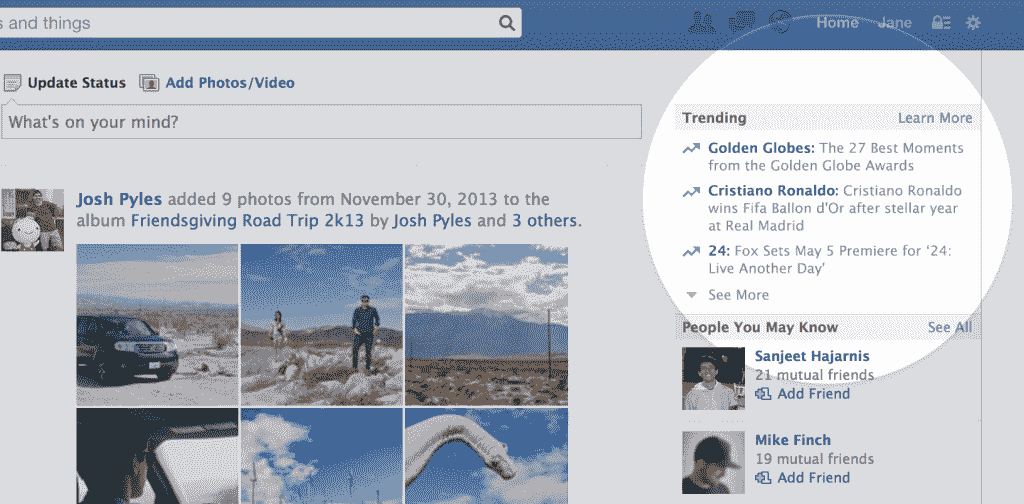 s and things
Home Jane
Update Status Add Photos/Video
What's on your mind?
Josh Pyles added 9 photos from November 30, 2013 to the
album Friendsgiving Road Trip 2k13 by Josh Pyles and 3 others.
Trending Learn More
Golden Globes: The 27 Best Moments
from the Golden Globe Awards
Cristiano Ronaldo: Cristiano Ronaldo
wins Fifa Ballon d'Or after stellar year
at Real Madrid
24: Fox Sets May 5 Premiere for ‘24:
Live Another Day’
See More
People You May Know See All
Sanjeet Hajarnis
21 mutual friends
Add Friend
Mike Finch
19 mutual friends
Add Friend